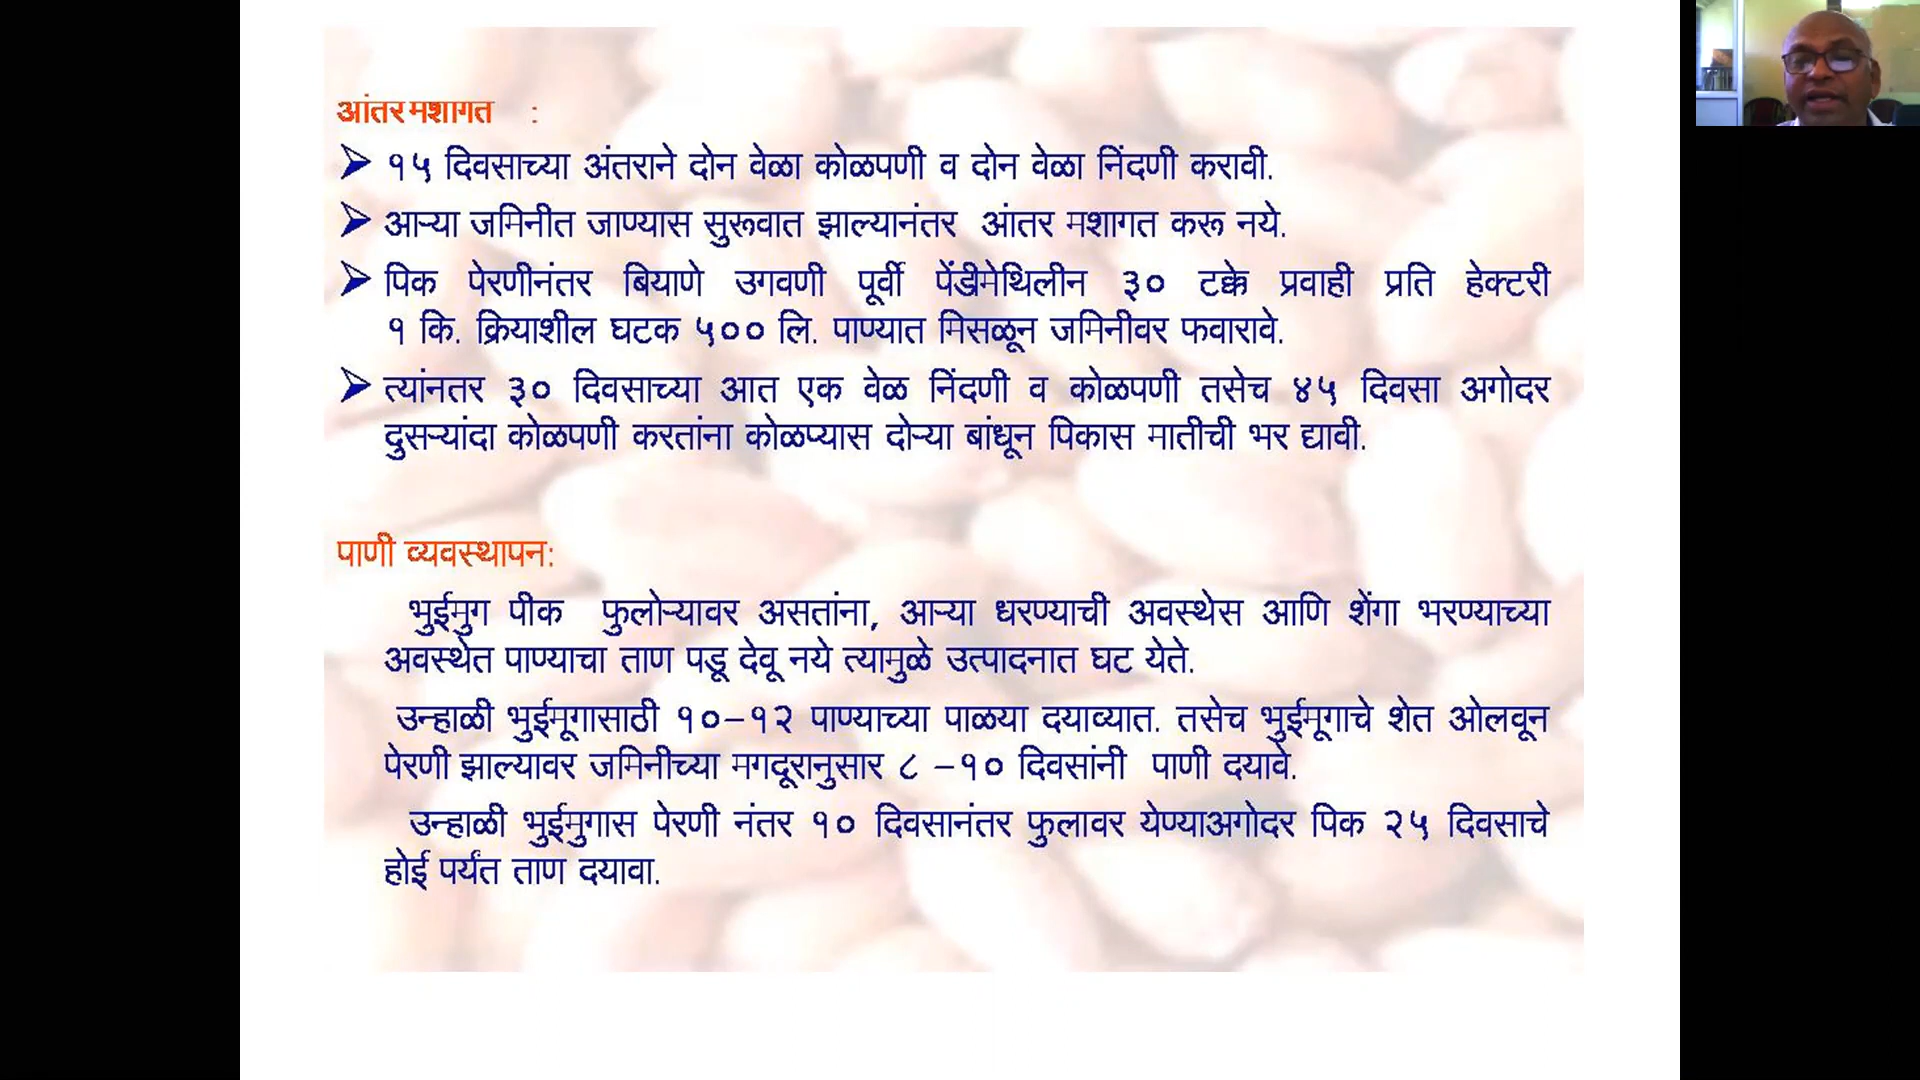 आंतरमशागत :
१५ दिवसाच्या अंतराने दोन वेळा कोळपणी व दोन वेळा निंदणी करावी.
आऱ्या जमिनीत जाण्यास सुरूवात झाल्यानंतर आंतर मशागत करू नये.
पिक पेरणीनंतर बियाणे उगवणी पूर्वी पेंडीमेथिलीन ३० टक्के प्रवाही प्रति हेक्टरी
१ कि. क्रियाशील घटक ५०० लि. पाण्यात मिसळून जमिनीवर फवारावे.
त्यांनतर ३० दिवसाच्या आत एक वेळ निंदणी व कोळपणी तसेच ४५ दिवसा अगोदर
दुसऱ्यांदा कोळपणी करतांना कोळप्यास दोऱ्या बांधून पिकास मातीची भर द्यावी.
पाणी व्यवस्थापन:
भुईमुग पीक फुलोऱ्यावर असतांना, आऱ्या धरण्याची अवस्थेस आणि शेंगा भरण्याच्या
अवस्थेत पाण्याचा ताण पडू देवू नये त्यामुळे उत्पादनात घट येते.
उन्हाळी भुईमूगासाठी १०–१२ पाण्याच्या पाळया दयाव्यात. तसेच भुईमूगाचे शेत ओलवून
पेरणी झाल्यावर जमिनीच्या मगदूरानुसार ८ –१० दिवसांनी पाणी दयावे.
उन्हाळी भुईमुगास पेरणी नंतर १० दिवसानंतर फुलावर येण्याअगोदर पिक २५ दिवसाचे
होई पर्यंत ताण दयावा.